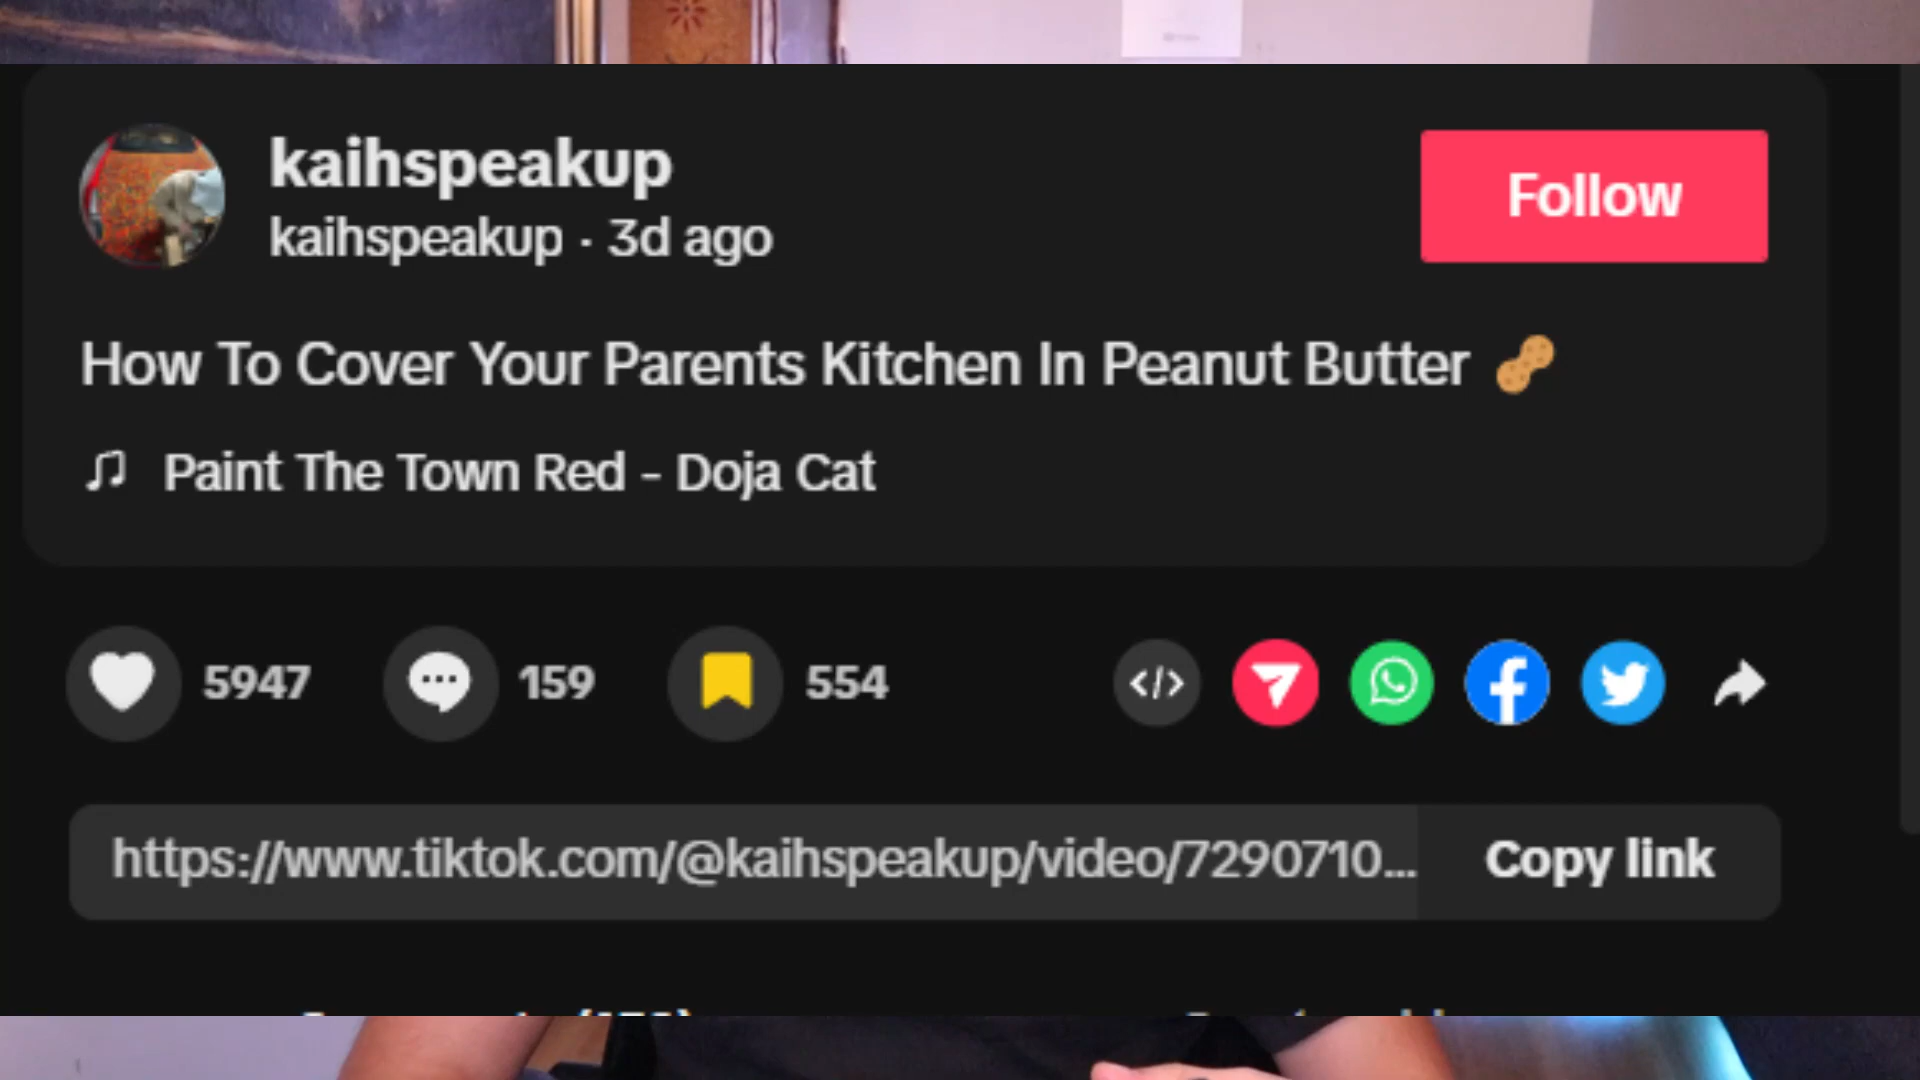 kaihspeakup
kaihspeakup · 3d ago
Follow
How To Cover Your Parents Kitchen In Peanut Butter 🥜
Paint The Town Red - Doja Cat
5947
159
554
</>
https://www.tiktok.com/@kaihspeakup/video/7290710...
Copy link